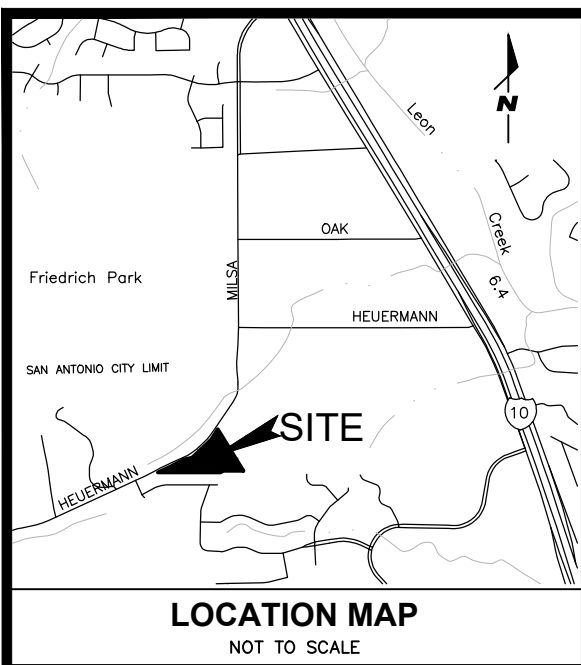 Leon
N
OAK
Creek
Friedrich Park
MILSA
6.4
HEUERMANN
SAN ANTONIO CITY LIMIT
10
SITE
HEUERMANN
LOCATION MAP
NOT TO SCALE